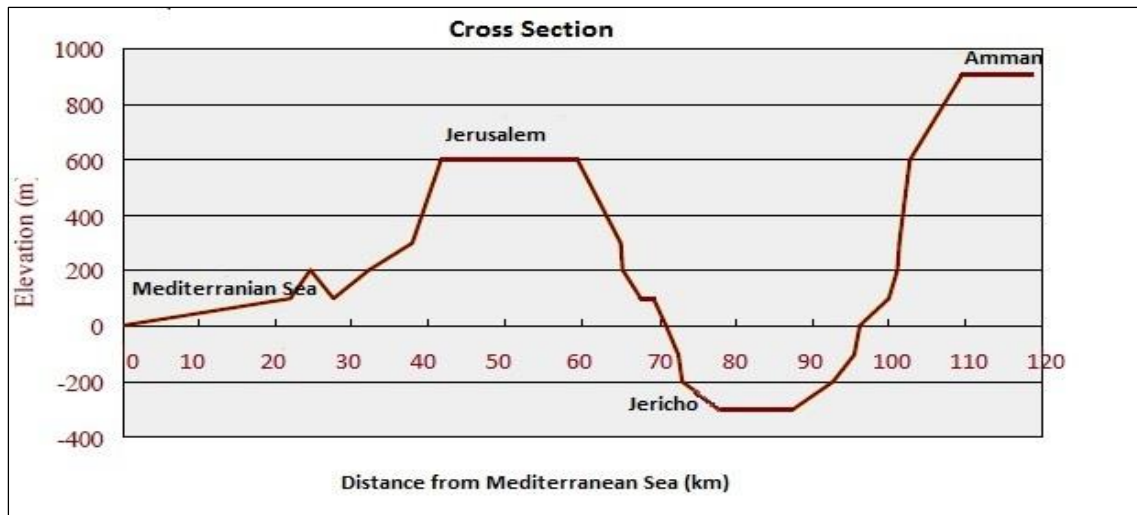 Cross Section
1000
800
600
400
200
0
-200
-400
Elevation (m)
Amman
Jerusalem
Mediterranian Sea
Jericho
0 10 20 30 40 50 60 70 80 90 100 110 120
Distance from Mediterranean Sea (km)